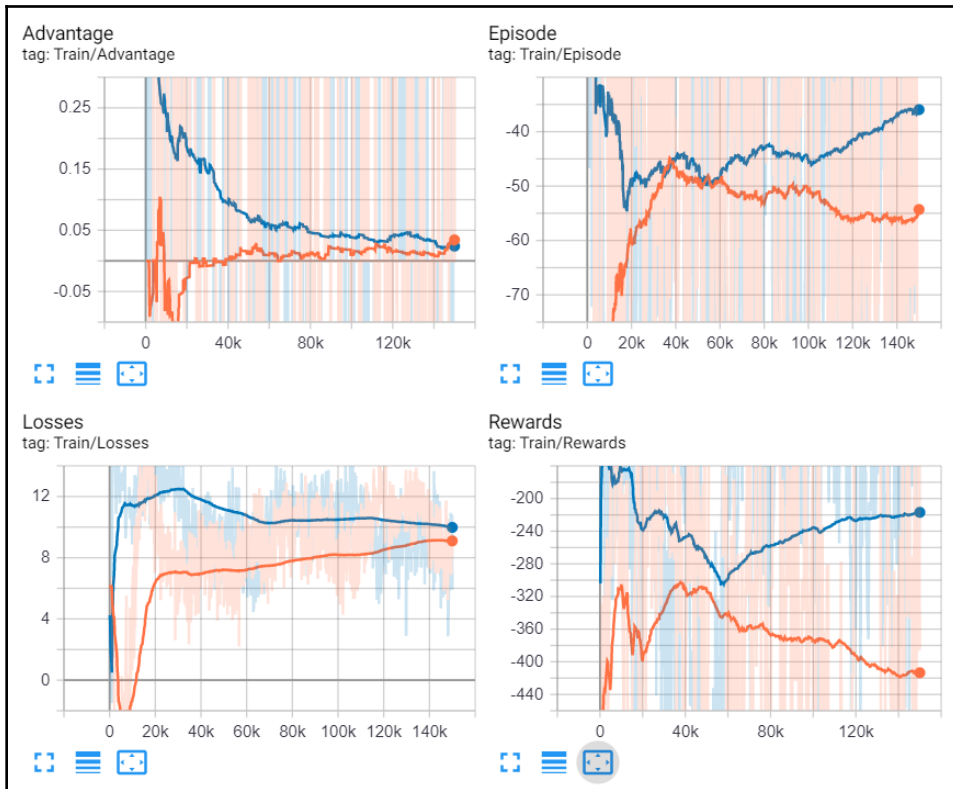 Advantage
tag: Train/Advantage
0.25
0.15
0.05
-0.05
0 40k 80k 120k
Episode
tag: Train/Episode
-40
-50
-60
-70
0 20k 40k 60k 80k 100k 120k 140k
Losses
tag: Train/Losses
12
8
4
0
0 20k 40k 60k 80k 100k 120k 140k
Rewards
tag: Train/Rewards
-200
-240
-280
-320
-360
-400
-440
0 40k 80k 120k